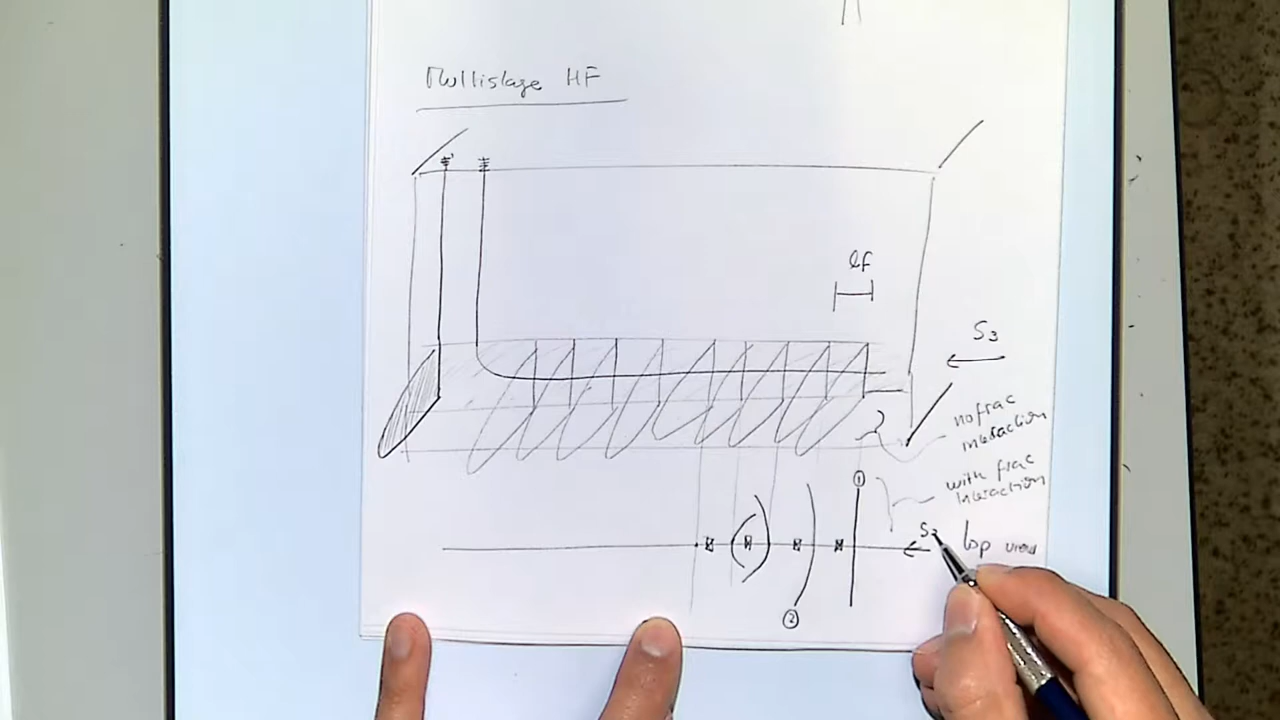 Multistage HF
lf
S3
no frac
interaction
with frac
Interaction
①
S3
top view
②